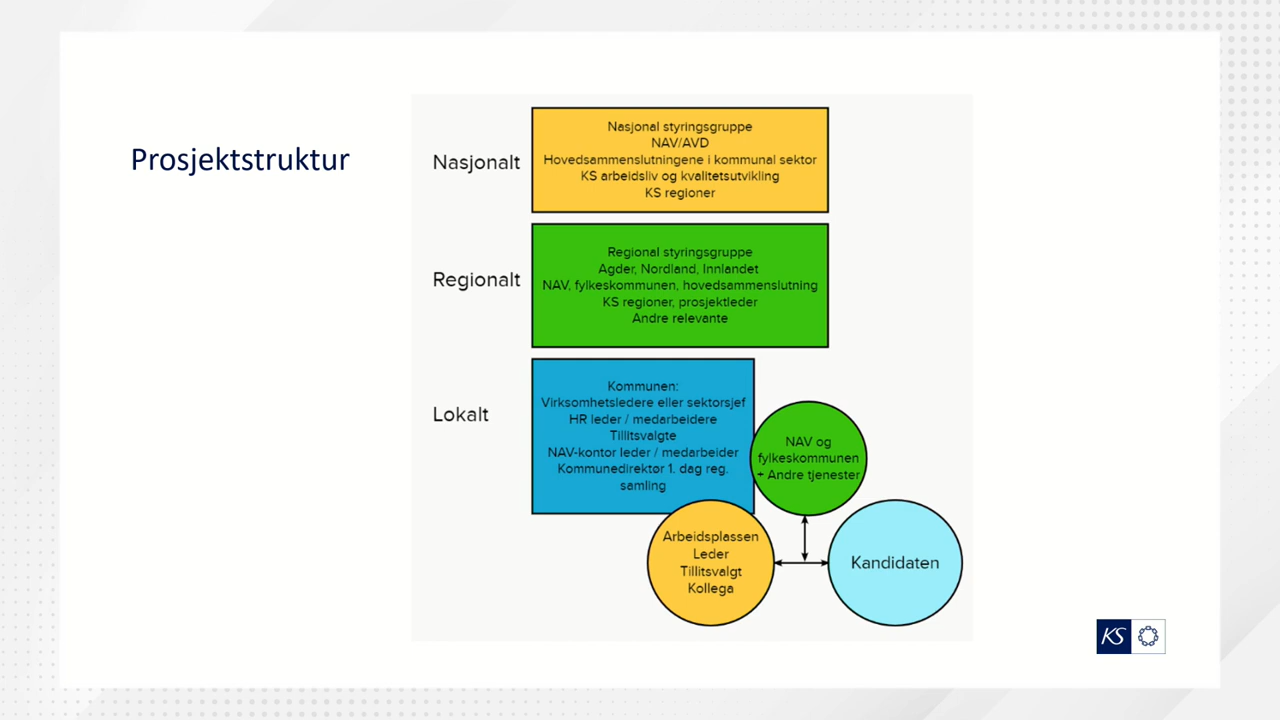 Prosjektstruktur
Nasjonalt
Nasjonal styringsgruppe
NAV/AVD
Hovedsammenslutningene i kommunal sektor
KS arbeidsliv og kvalitetsutvikling
KS regioner
Regionalt
Regional styringsgruppe
Agder, Nordland, Innlandet
NAV, fylkeskommunen, hovedsammenslutning
KS regioner, prosjektleder
Andre relevante
Lokalt
Kommunen:
Virksomhetsledere eller sektorsjef
HR leder / medarbeidere
Tillitsvalgte
NAV-kontor leder / medarbeider
Kommunedirektør 1. dag reg.
samling
NAV og
fylkeskommunen
+ Andre tjenester
Arbeidsplassen
Leder
Tillitsvalgt
Kollega
Kandidaten
KS